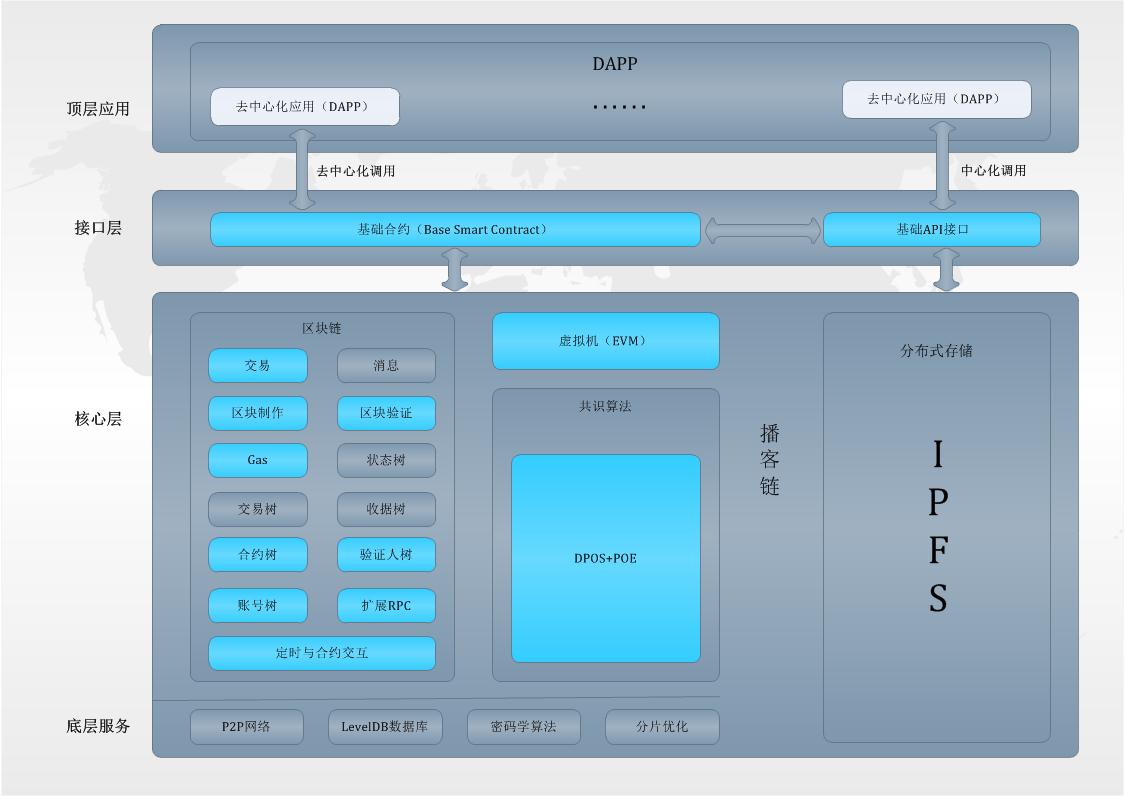 DAPP
去中心化应用（DAPP）
......
去中心化应用（DAPP）
顶层应用
去中心化调用
中心化调用
接口层
基础合约（Base Smart Contract）
基础API接口
核心层
区块链
交易
消息
区块制作
区块验证
Gas
状态树
交易树
收据树
合约树
验证人树
账号树
扩展RPC
定时与合约交互
虚拟机（EVM）
共识算法
DPOS+POE
播
客
链
分布式存储
I
P
F
S
底层服务
P2P网络
LevelDB数据库
密码学算法
分片优化